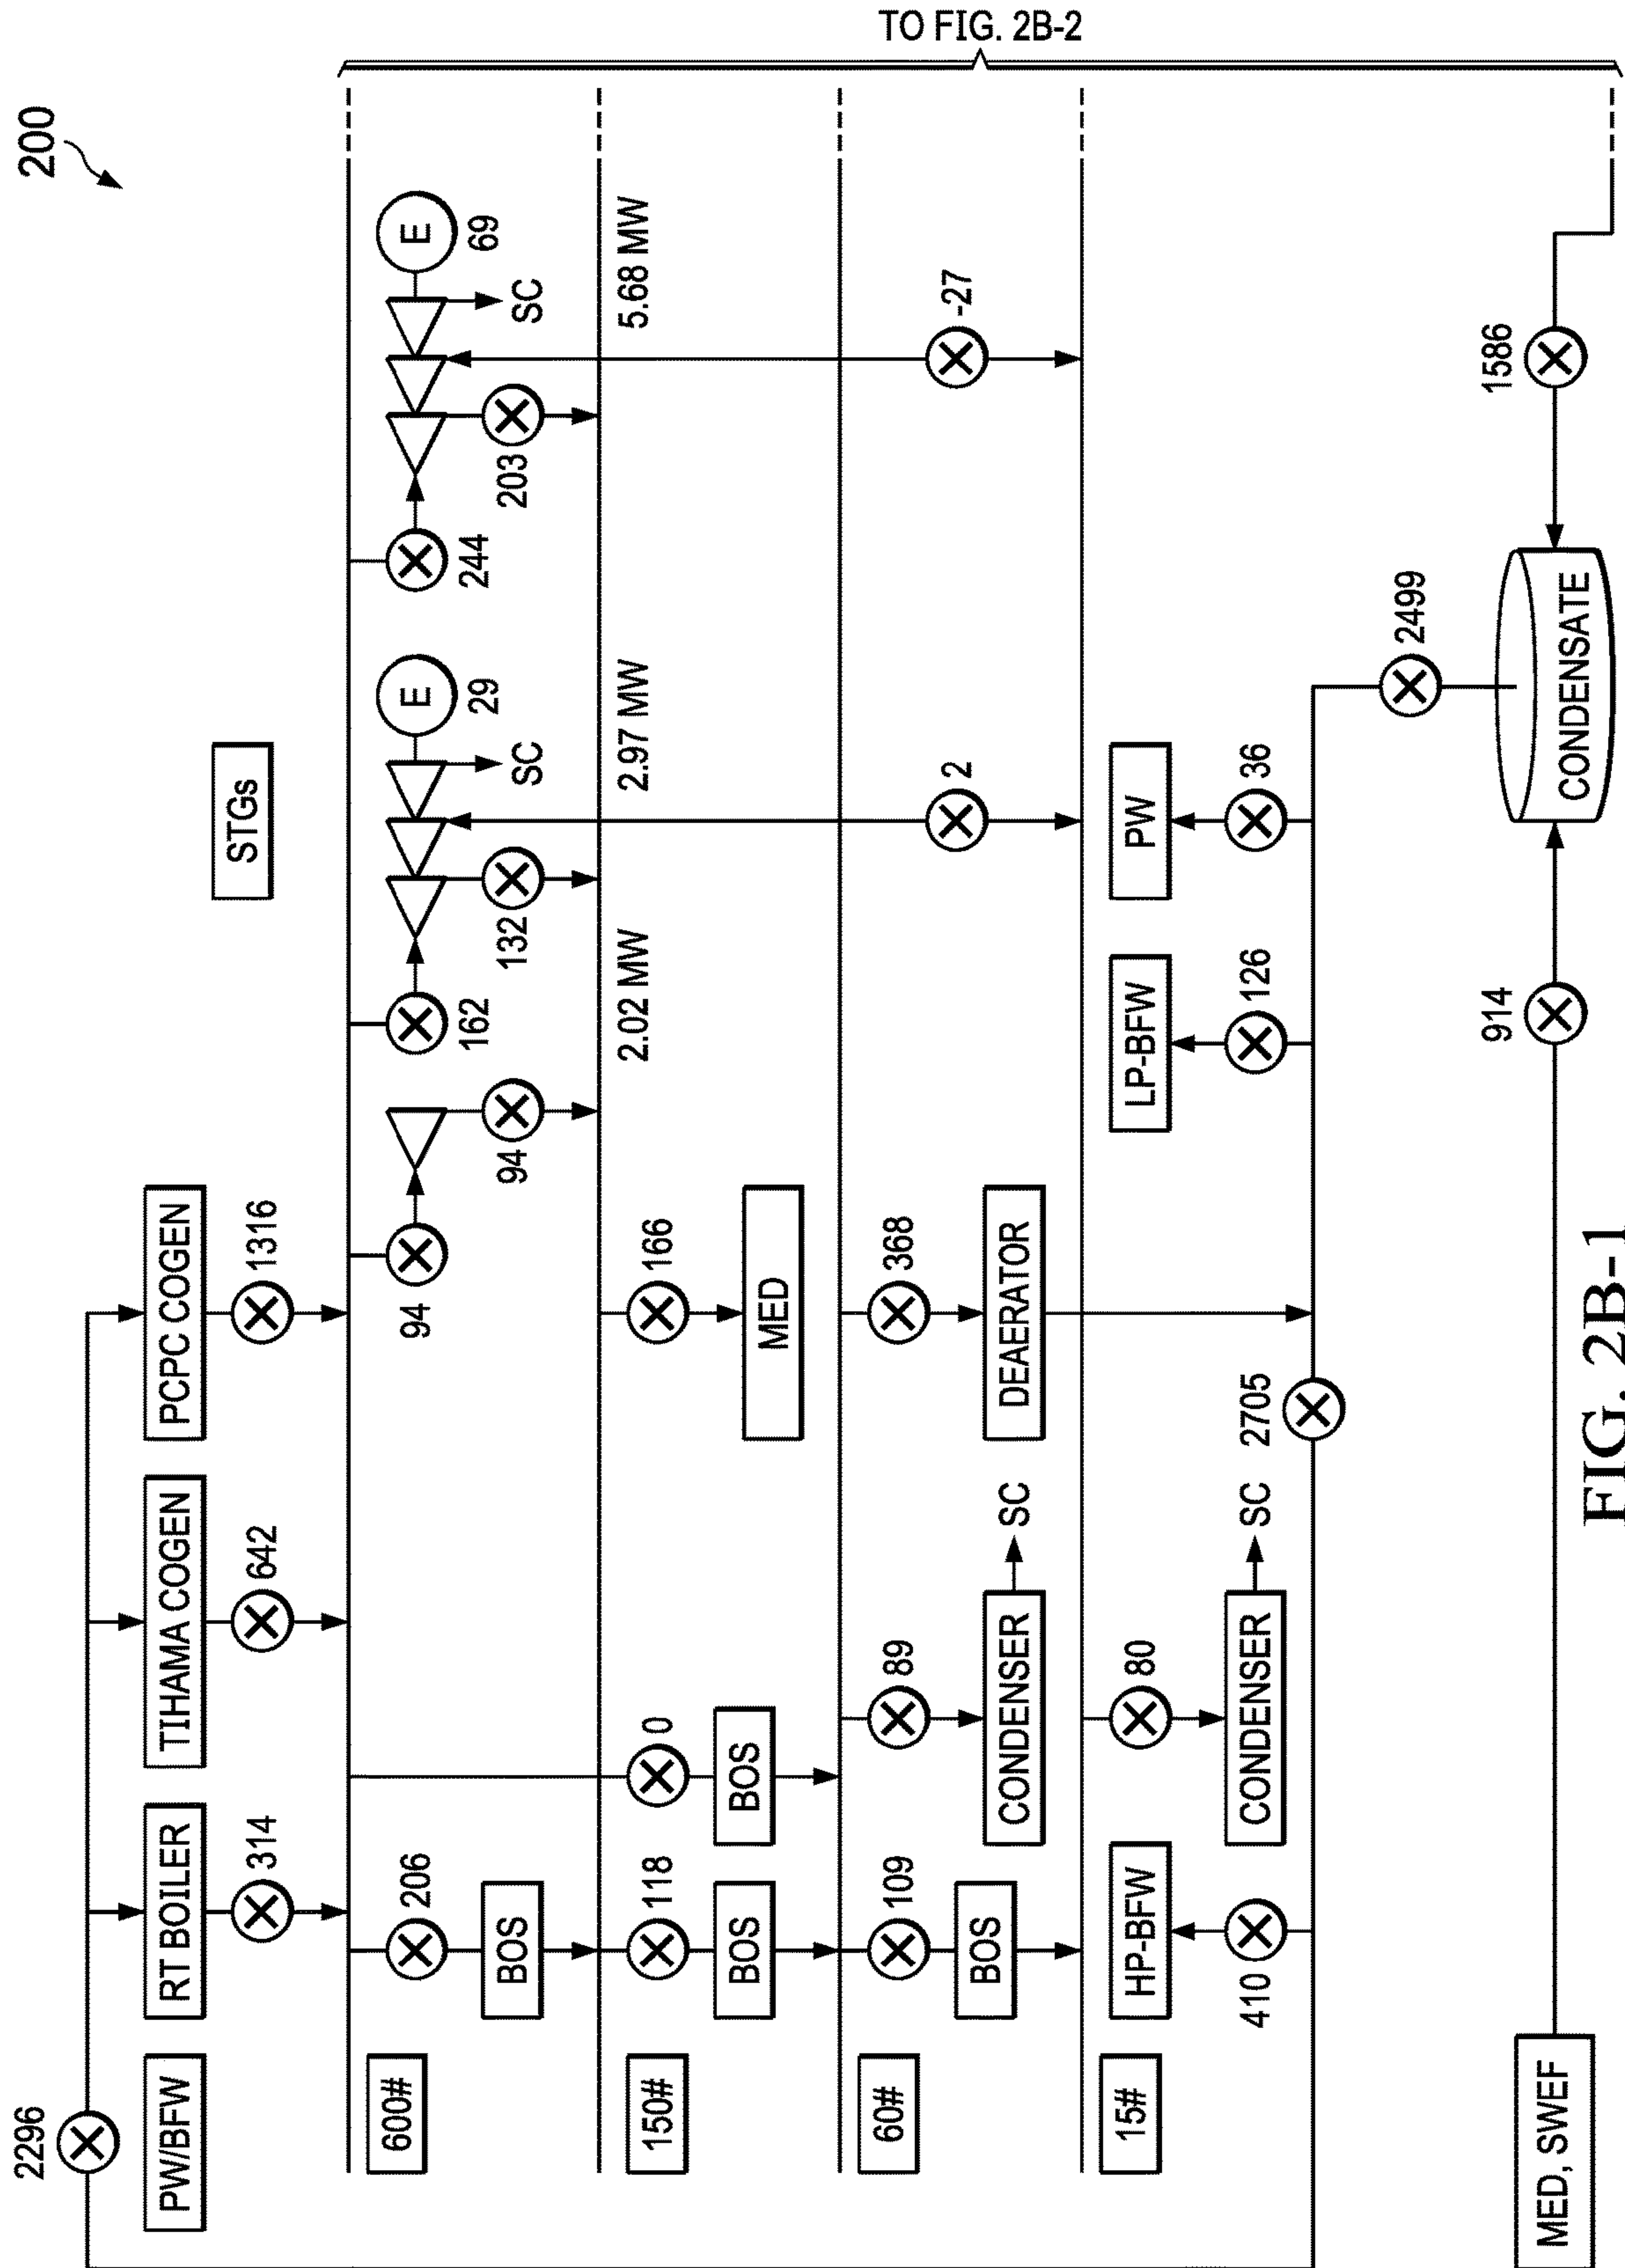 200
TO FIG. 2B-2
2296
PW/BFW
RT BOILER
314
TIHAMA COGEN
642
PCPC COGEN
1316
STGs
600#
206
BOS
94
94
162
132
SC
E
29
244
203
SC
E
69
150#
118
BOS
0
BOS
166
MED
2.02 MW
2.97 MW
5.68 MW
60#
109
BOS
89
CONDENSER
SC
368
DEAERATOR
2
-27
15#
HP-BFW
410
80
CONDENSER
SC
2705
LP-BFW
126
PW
36
2499
MED, SWEF
914
CONDENSATE
1586
FIG. 2B-1